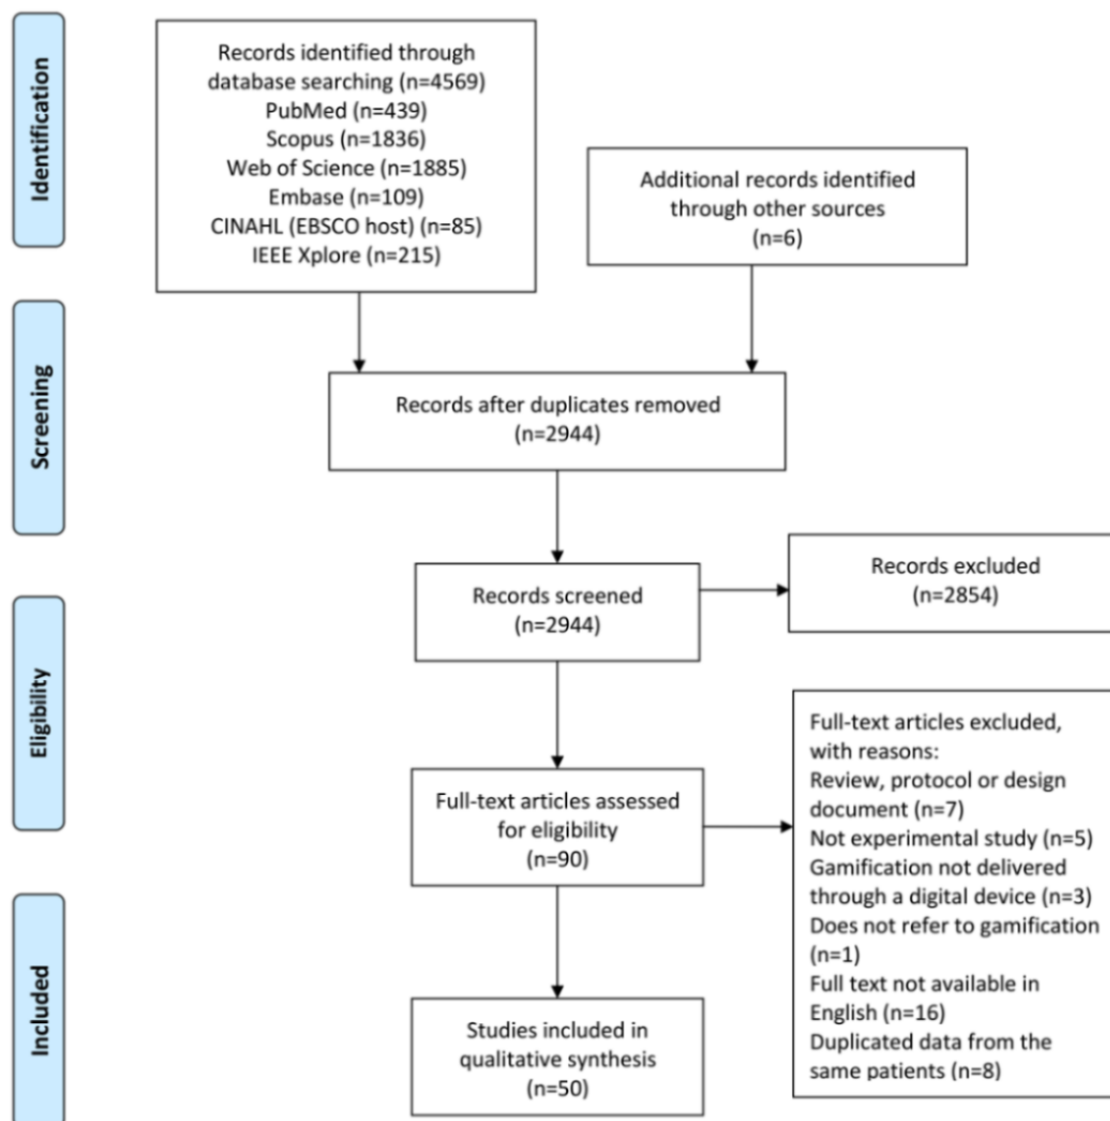 Identification
Records identified through
database searching (n=4569)
PubMed (n=439)
Scopus (n=1836)
Web of Science (n=1885)
Embase (n=109)
CINAHL (EBSCO host) (n=85)
IEEE Xplore (n=215)
Additional records identified
through other sources
(n=6)
Screening
Records after duplicates removed
(n=2944)
Records screened
(n=2944)
Records excluded
(n=2854)
Eligibility
Full-text articles assessed
for eligibility
(n=90)
Full-text articles excluded,
with reasons:
Review, protocol or design
document (n=7)
Not experimental study (n=5)
Gamification not delivered
through a digital device (n=3)
Does not refer to gamification
(n=1)
Full text not available in
English (n=16)
Duplicated data from the
same patients (n=8)
Included
Studies included in
qualitative synthesis
(n=50)